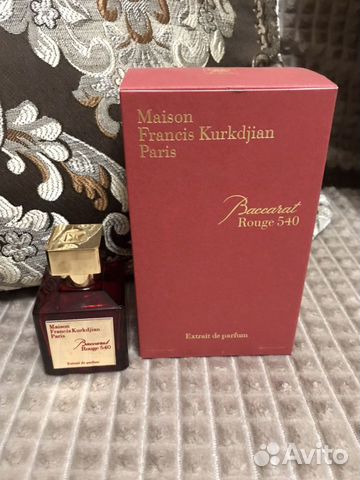 Maison
Francis Kurkdjian
Paris
Baccarat
Rouge 540
Extrait de parfum
Maison
Francis Kurkdjian
Paris
Baccarat
Rouge 540
Extrait de parfum
Avito